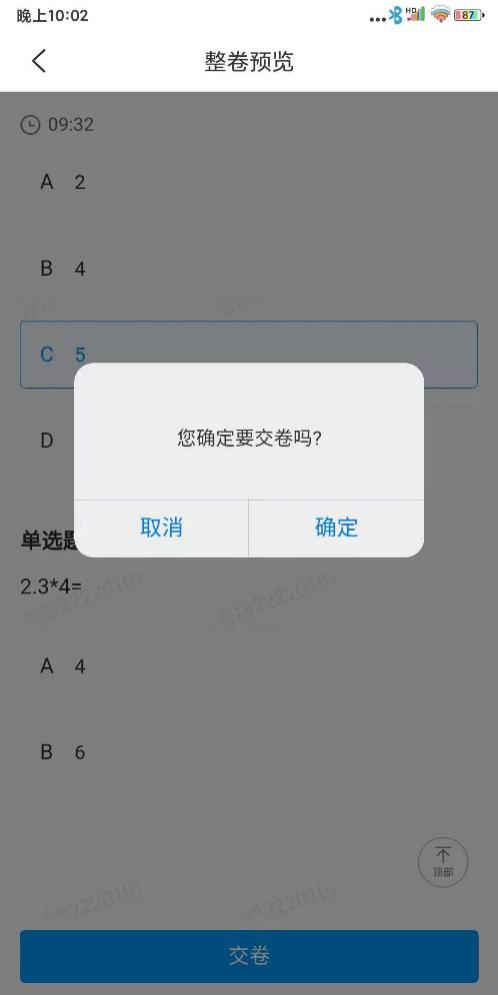 晚上10:02
HD
87
整卷预览
09:32
A 2
B 4
C 5
D
您确定要交卷吗?
取消
确定
单选题
2.3*4=
A 4
B 6
顶部
交卷